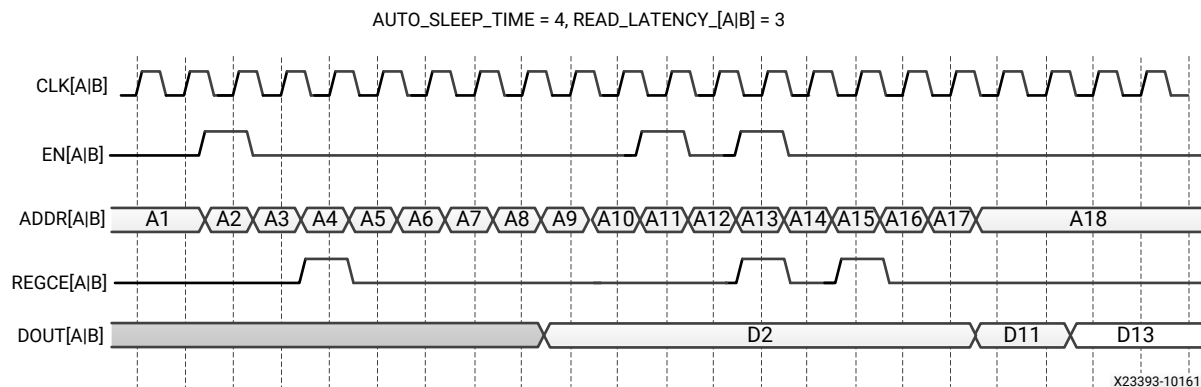 AUTO_SLEEP_TIME = 4, READ_LATENCY_[A|B] = 3
CLK[A|B]
EN[A|B]
ADDR[A|B] A1 A2 A3 A4 A5 A6 A7 A8 A9 A10 A11 A12 A13 A14 A15 A16 A17 A18
REGCE[A|B]
DOUT[A|B] D2 D11 D13
X23393-10161